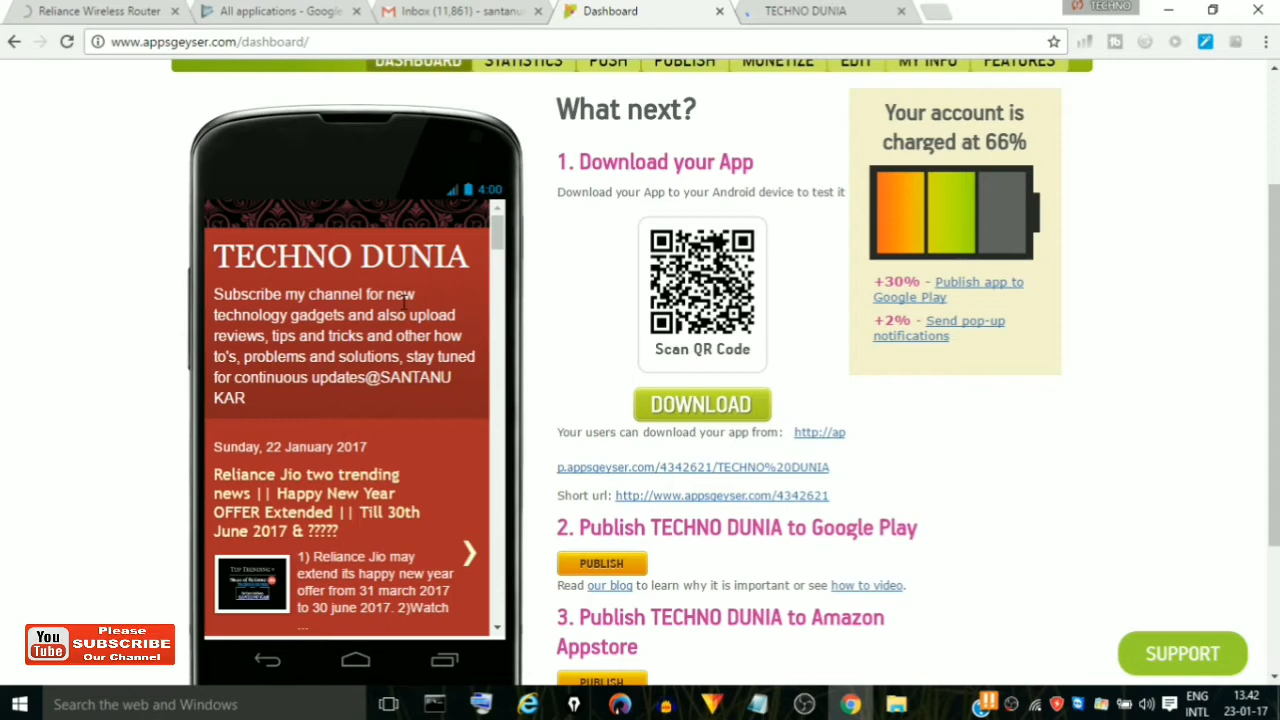 Reliance Wireless Router
All applications - Google
Inbox (11,861) - santanu
Dashboard
TECHNO DUNIA
TECHNO
www.appsgeyser.com/dashboard/
DASHBOARD STATISTICS PUSH PUBLISH MONETIZE EDIT MY INFO FEATURES
4:00
TECHNO DUNIA
Subscribe my channel for new
technology gadgets and also upload
reviews, tips and tricks and other how
to's, problems and solutions, stay tuned
for continuous updates@SANTANU
KAR
Sunday, 22 January 2017
Reliance Jio two trending
news || Happy New Year
OFFER Extended || Till 30th
June 2017 & ?????
1) Reliance Jio may
extend its happy new year
offer from 31 march 2017
to 30 june 2017. 2)Watch
...
What next?
1. Download your App
Download your App to your Android device to test it
Scan QR Code
DOWNLOAD
Your users can download your app from: http://ap
p.appsgeyser.com/4342621/TECHNO%20DUNIA
Short url: http://www.appsgeyser.com/4342621
2. Publish TECHNO DUNIA to Google Play
PUBLISH
Read our blog to learn why it is important or see how to video.
3. Publish TECHNO DUNIA to Amazon
Appstore
PUBLISH
Your account is
charged at 66%
+30% - Publish app to
Google Play
+2% - Send pop-up
notifications
SUPPORT
You
Tube
Please
SUBSCRIBE
Our Channel
Search the web and Windows
ENG
INTL
13.42
23-01-17